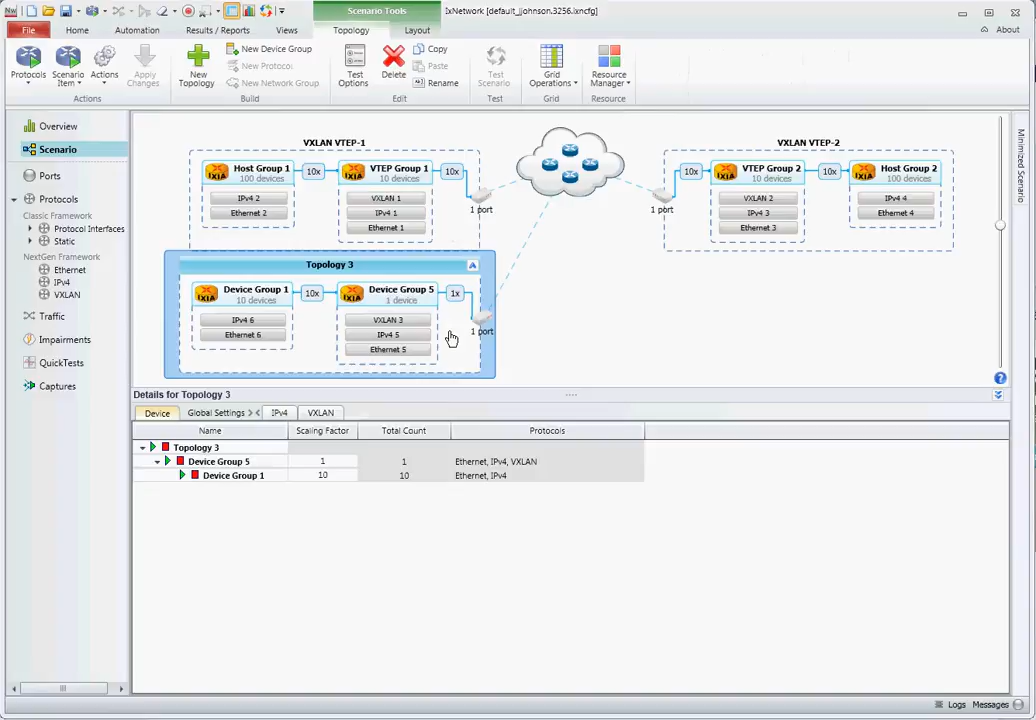 Scenario Tools
IxNetwork [default_jjohnson.3256.ixncfg]
File
Home
Automation
Results / Reports
Views
Topology
Layout
About
Protocols
Scenario Item
Actions
Apply Changes
Actions
New Topology
New Device Group
New Protocol
New Network Group
Build
Test Options
Delete
Copy
Paste
Rename
Edit
Test Scenario
Test
Grid Operations
Grid
Resource Manager
Resource
Overview
Scenario
Ports
Protocols
Classic Framework
Protocol Interfaces
Static
NextGen Framework
Ethernet
IPv4
VXLAN
Traffic
Impairments
QuickTests
Captures
VXLAN VTEP-1
IXIA
Host Group 1
100 devices
IPv4 2
Ethernet 2
10x
IXIA
VTEP Group 1
10 devices
VXLAN 1
IPv4 1
Ethernet 1
10x
1 port
VXLAN VTEP-2
1 port
10x
IXIA
VTEP Group 2
10 devices
VXLAN 2
IPv4 3
Ethernet 3
10x
IXIA
Host Group 2
100 devices
IPv4 4
Ethernet 4
Topology 3
IXIA
Device Group 1
10 devices
IPv4 6
Ethernet 6
10x
IXIA
Device Group 5
1 device
VXLAN 3
IPv4 5
Ethernet 5
1x
1 port
Minimized Scenario
Details for Topology 3
Device
Global Settings
IPv4
VXLAN
Name Scaling Factor Total Count Protocols
Topology 3
Device Group 5 1 1 Ethernet, IPv4, VXLAN
Device Group 1 10 10 Ethernet, IPv4
Logs
Messages